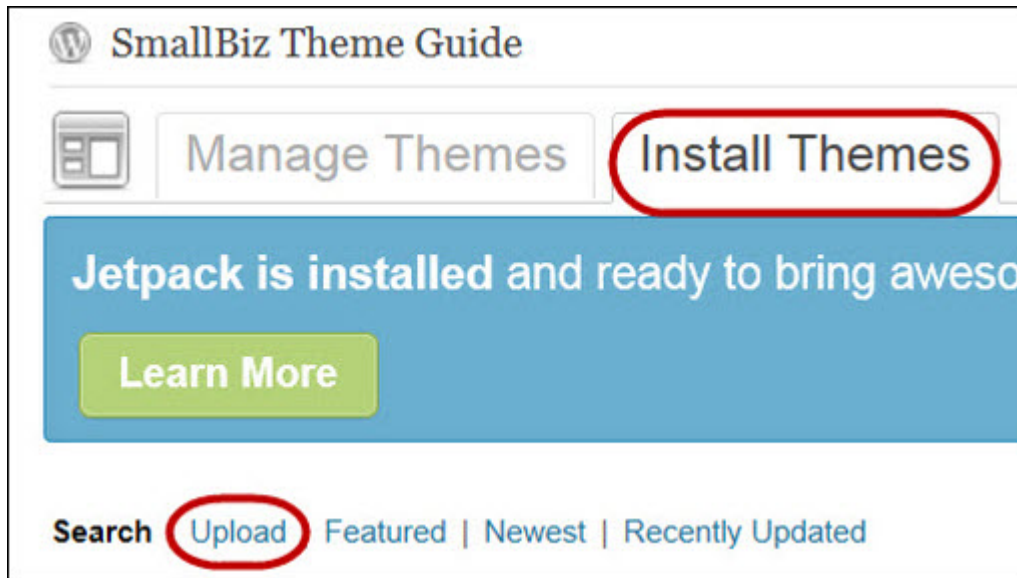 SmallBiz Theme Guide
Manage Themes Install Themes
Jetpack is installed and ready to bring aweso
Learn More
Search Upload Featured | Newest | Recently Updated